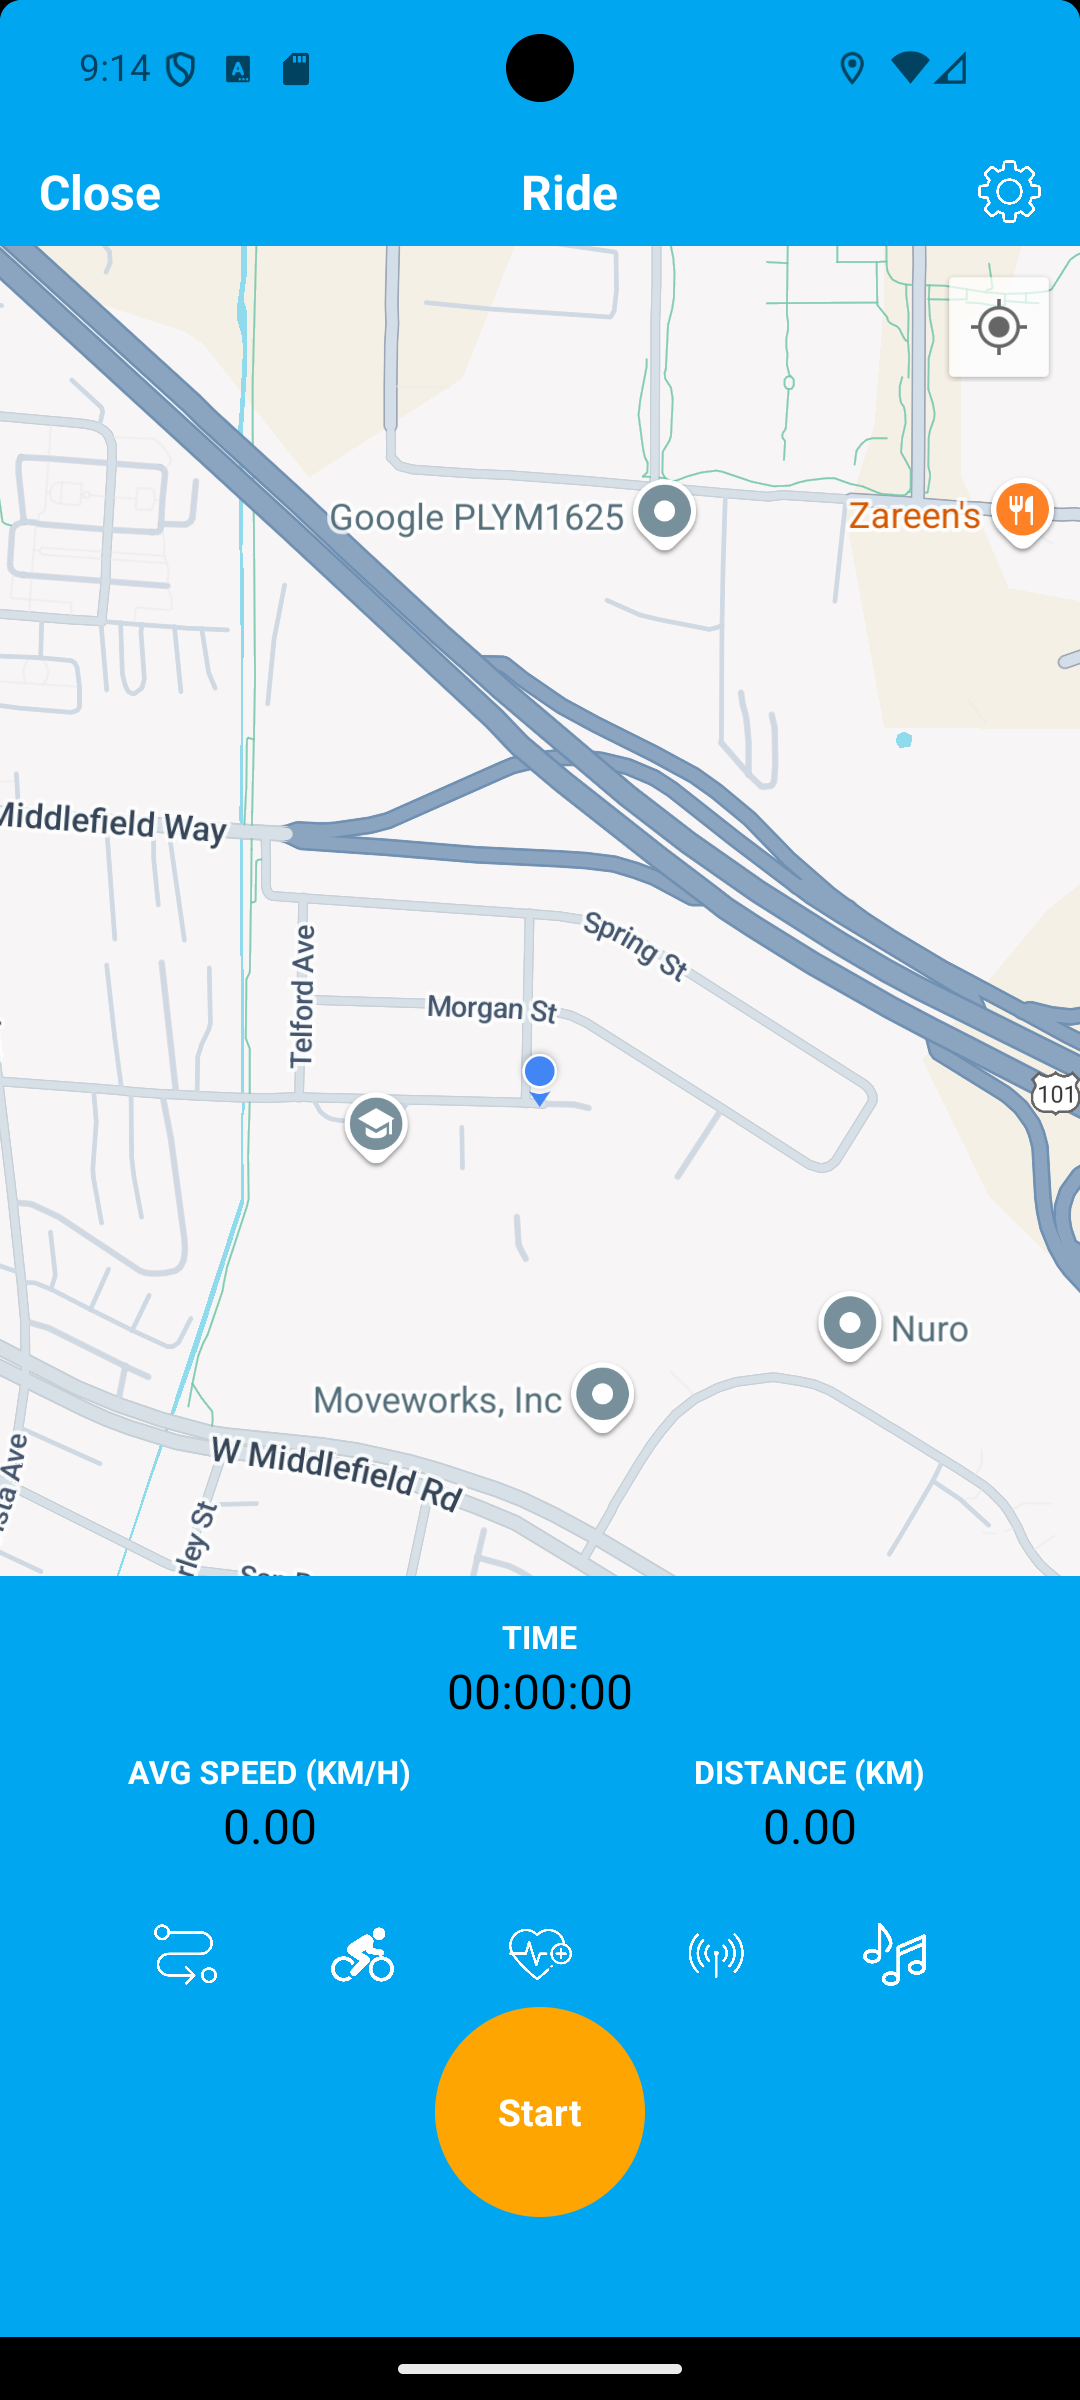 9:14
Close
Ride
Google PLYM1625
Zareen's
Middlefield Way
Spring St
Telford Ave
Morgan St
101
Nuro
Moveworks, Inc
W Middlefield Rd
TIME
00:00:00
AVG SPEED (KM/H)
DISTANCE (KM)
0.00
0.00
Start